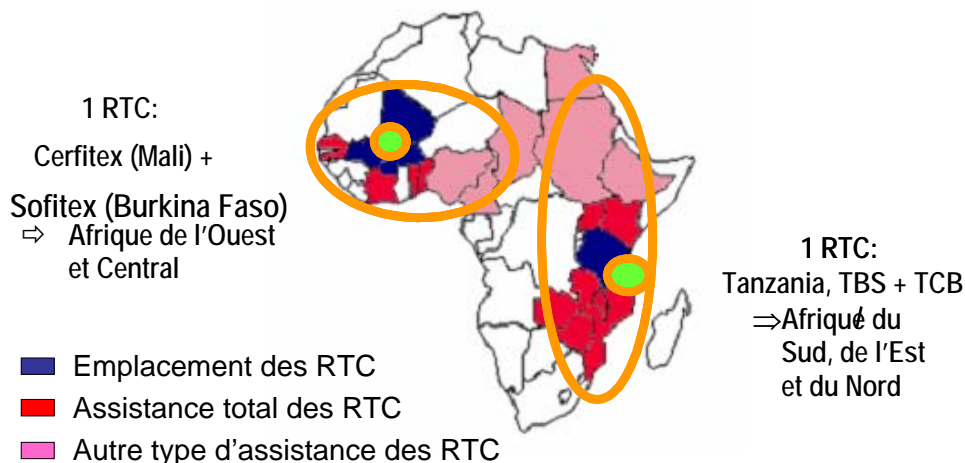 1 RTC:
Cerfitex (Mali) +
Sofitex (Burkina Faso)
⇨ Afrique de l'Ouest
et Central
1 RTC:
Tanzania, TBS + TCB
⇒Afrique du
Sud, de l'Est
et du Nord
Emplacement des RTC
Assistance total des RTC
Autre type d'assistance des RTC